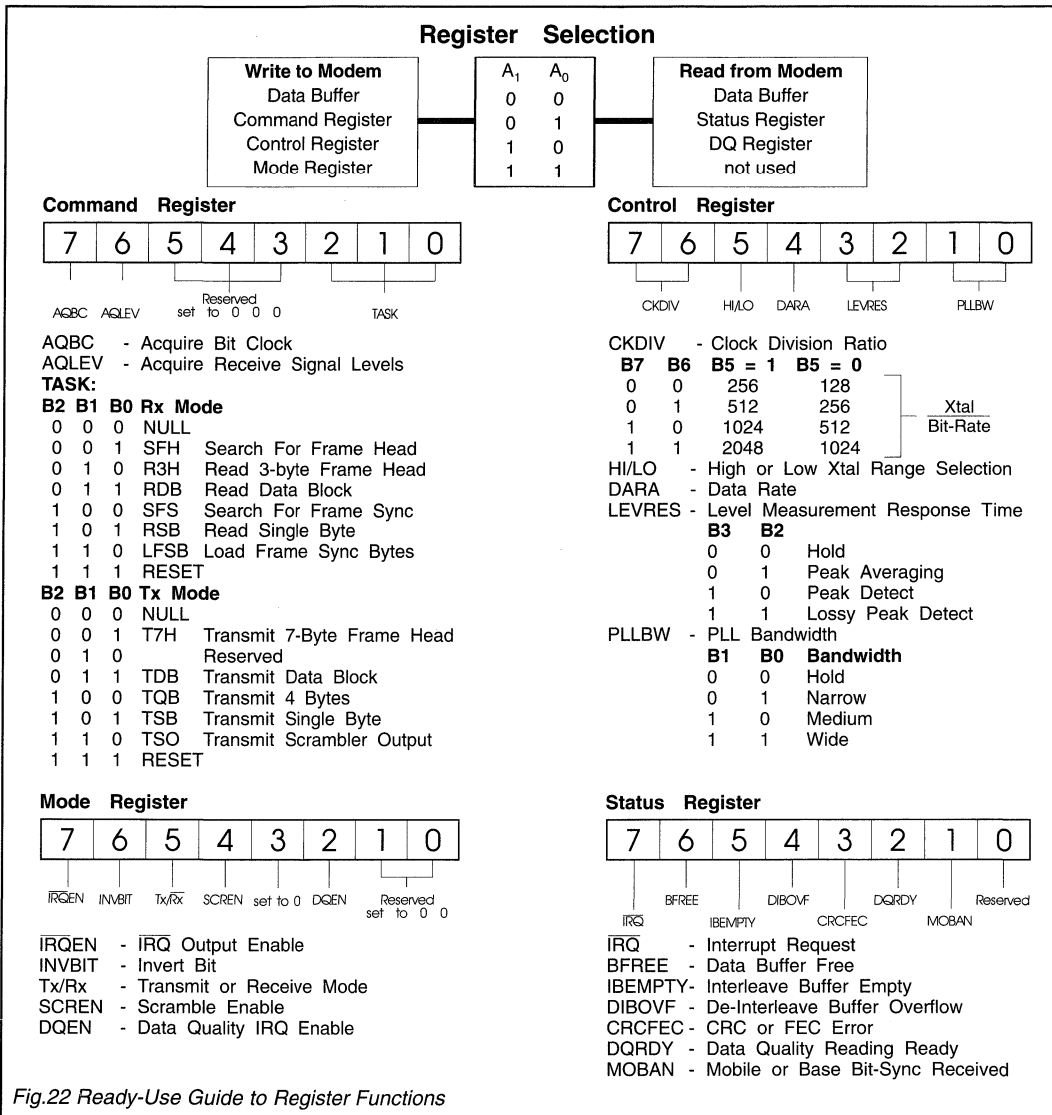 Register Selection
Write to Modem
Data Buffer
Command Register
Control Register
Mode Register
A1 A0
0 0
0 1
1 0
1 1
Read from Modem
Data Buffer
Status Register
DQ Register
not used
Command Register
7 6 5 4 3 2 1 0
AQBC AQLEV Reserved set to 0 0 0 TASK
AQBC - Acquire Bit Clock
AQLEV - Acquire Receive Signal Levels
TASK:
B2 B1 B0 Rx Mode
0 0 0 NULL
0 0 1 SFH Search For Frame Head
0 1 0 R3H Read 3-byte Frame Head
0 1 1 RDB Read Data Block
1 0 0 SFS Search For Frame Sync
1 0 1 RSB Read Single Byte
1 1 0 LFSB Load Frame Sync Bytes
1 1 1 RESET
B2 B1 B0 Tx Mode
0 0 0 NULL
0 0 1 T7H Transmit 7-Byte Frame Head
0 1 0 Reserved
0 1 1 TDB Transmit Data Block
1 0 0 TQB Transmit 4 Bytes
1 0 1 TSB Transmit Single Byte
1 1 0 TSO Transmit Scrambler Output
1 1 1 RESET
Control Register
7 6 5 4 3 2 1 0
CKDIV HI/LO DARA LEVRES PLLBW
CKDIV - Clock Division Ratio
B7 B6 B5 = 1 B5 = 0
0 0 256 128
0 1 512 256
1 0 1024 512
1 1 2048 1024
Xtal
Bit-Rate
HI/LO - High or Low Xtal Range Selection
DARA - Data Rate
LEVRES - Level Measurement Response Time
B3 B2
0 0 Hold
0 1 Peak Averaging
1 0 Peak Detect
1 1 Lossy Peak Detect
PLLBW - PLL Bandwidth
B1 B0 Bandwidth
0 0 Hold
0 1 Narrow
1 0 Medium
1 1 Wide
Mode Register
7 6 5 4 3 2 1 0
I̅R̅Q̅EN INVBIT Tx/R̅x̅ SCREN set to 0 DQEN Reserved set to 0 0
I̅R̅Q̅EN - I̅R̅Q̅ Output Enable
INVBIT - Invert Bit
Tx/Rx - Transmit or Receive Mode
SCREN - Scramble Enable
DQEN - Data Quality IRQ Enable
Status Register
7 6 5 4 3 2 1 0
I̅R̅Q̅ BFREE IBEMPTY DIBOVF CRCFEC DQRDY MOBAN Reserved
I̅R̅Q̅ - Interrupt Request
BFREE - Data Buffer Free
IBEMPTY- Interleave Buffer Empty
DIBOVF - De-Interleave Buffer Overflow
CRCFEC - CRC or FEC Error
DQRDY - Data Quality Reading Ready
MOBAN - Mobile or Base Bit-Sync Received
Fig.22 Ready-Use Guide to Register Functions